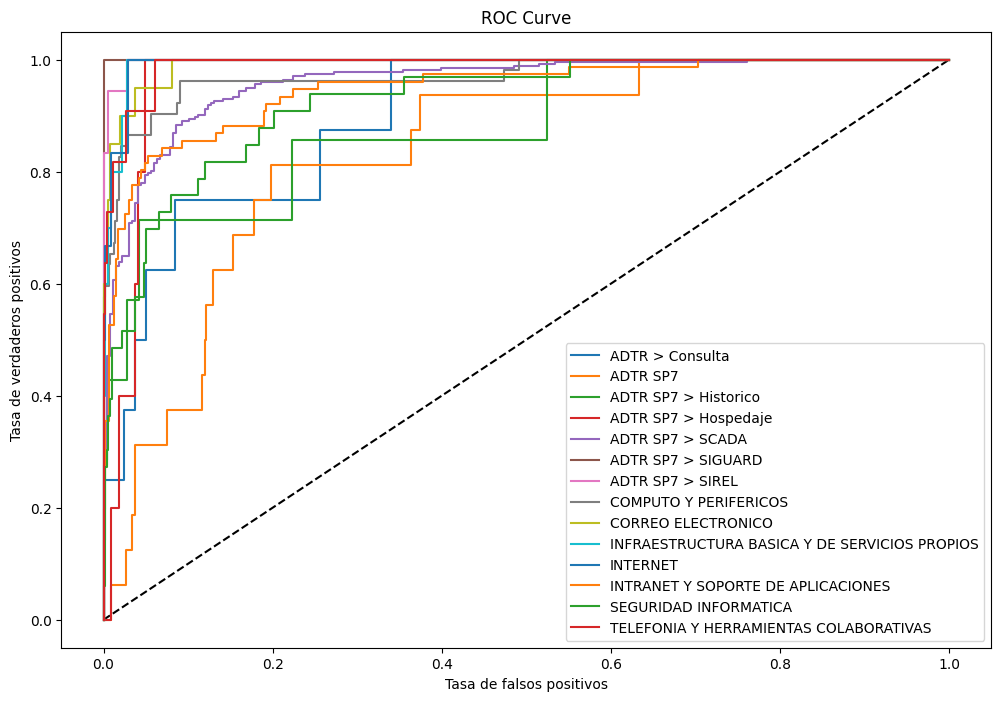 ROC Curve
Tasa de verdaderos positivos
1.0
0.8
0.6
0.4
0.2
0.0
ADTR > Consulta
ADTR SP7
ADTR SP7 > Historico
ADTR SP7 > Hospedaje
ADTR SP7 > SCADA
ADTR SP7 > SIGUARD
ADTR SP7 > SIREL
COMPUTO Y PERIFERICOS
CORREO ELECTRONICO
INFRAESTRUCTURA BASICA Y DE SERVICIOS PROPIOS
INTERNET
INTRANET Y SOPORTE DE APLICACIONES
SEGURIDAD INFORMATICA
TELEFONIA Y HERRAMIENTAS COLABORATIVAS
0.0 0.2 0.4 0.6 0.8 1.0
Tasa de falsos positivos